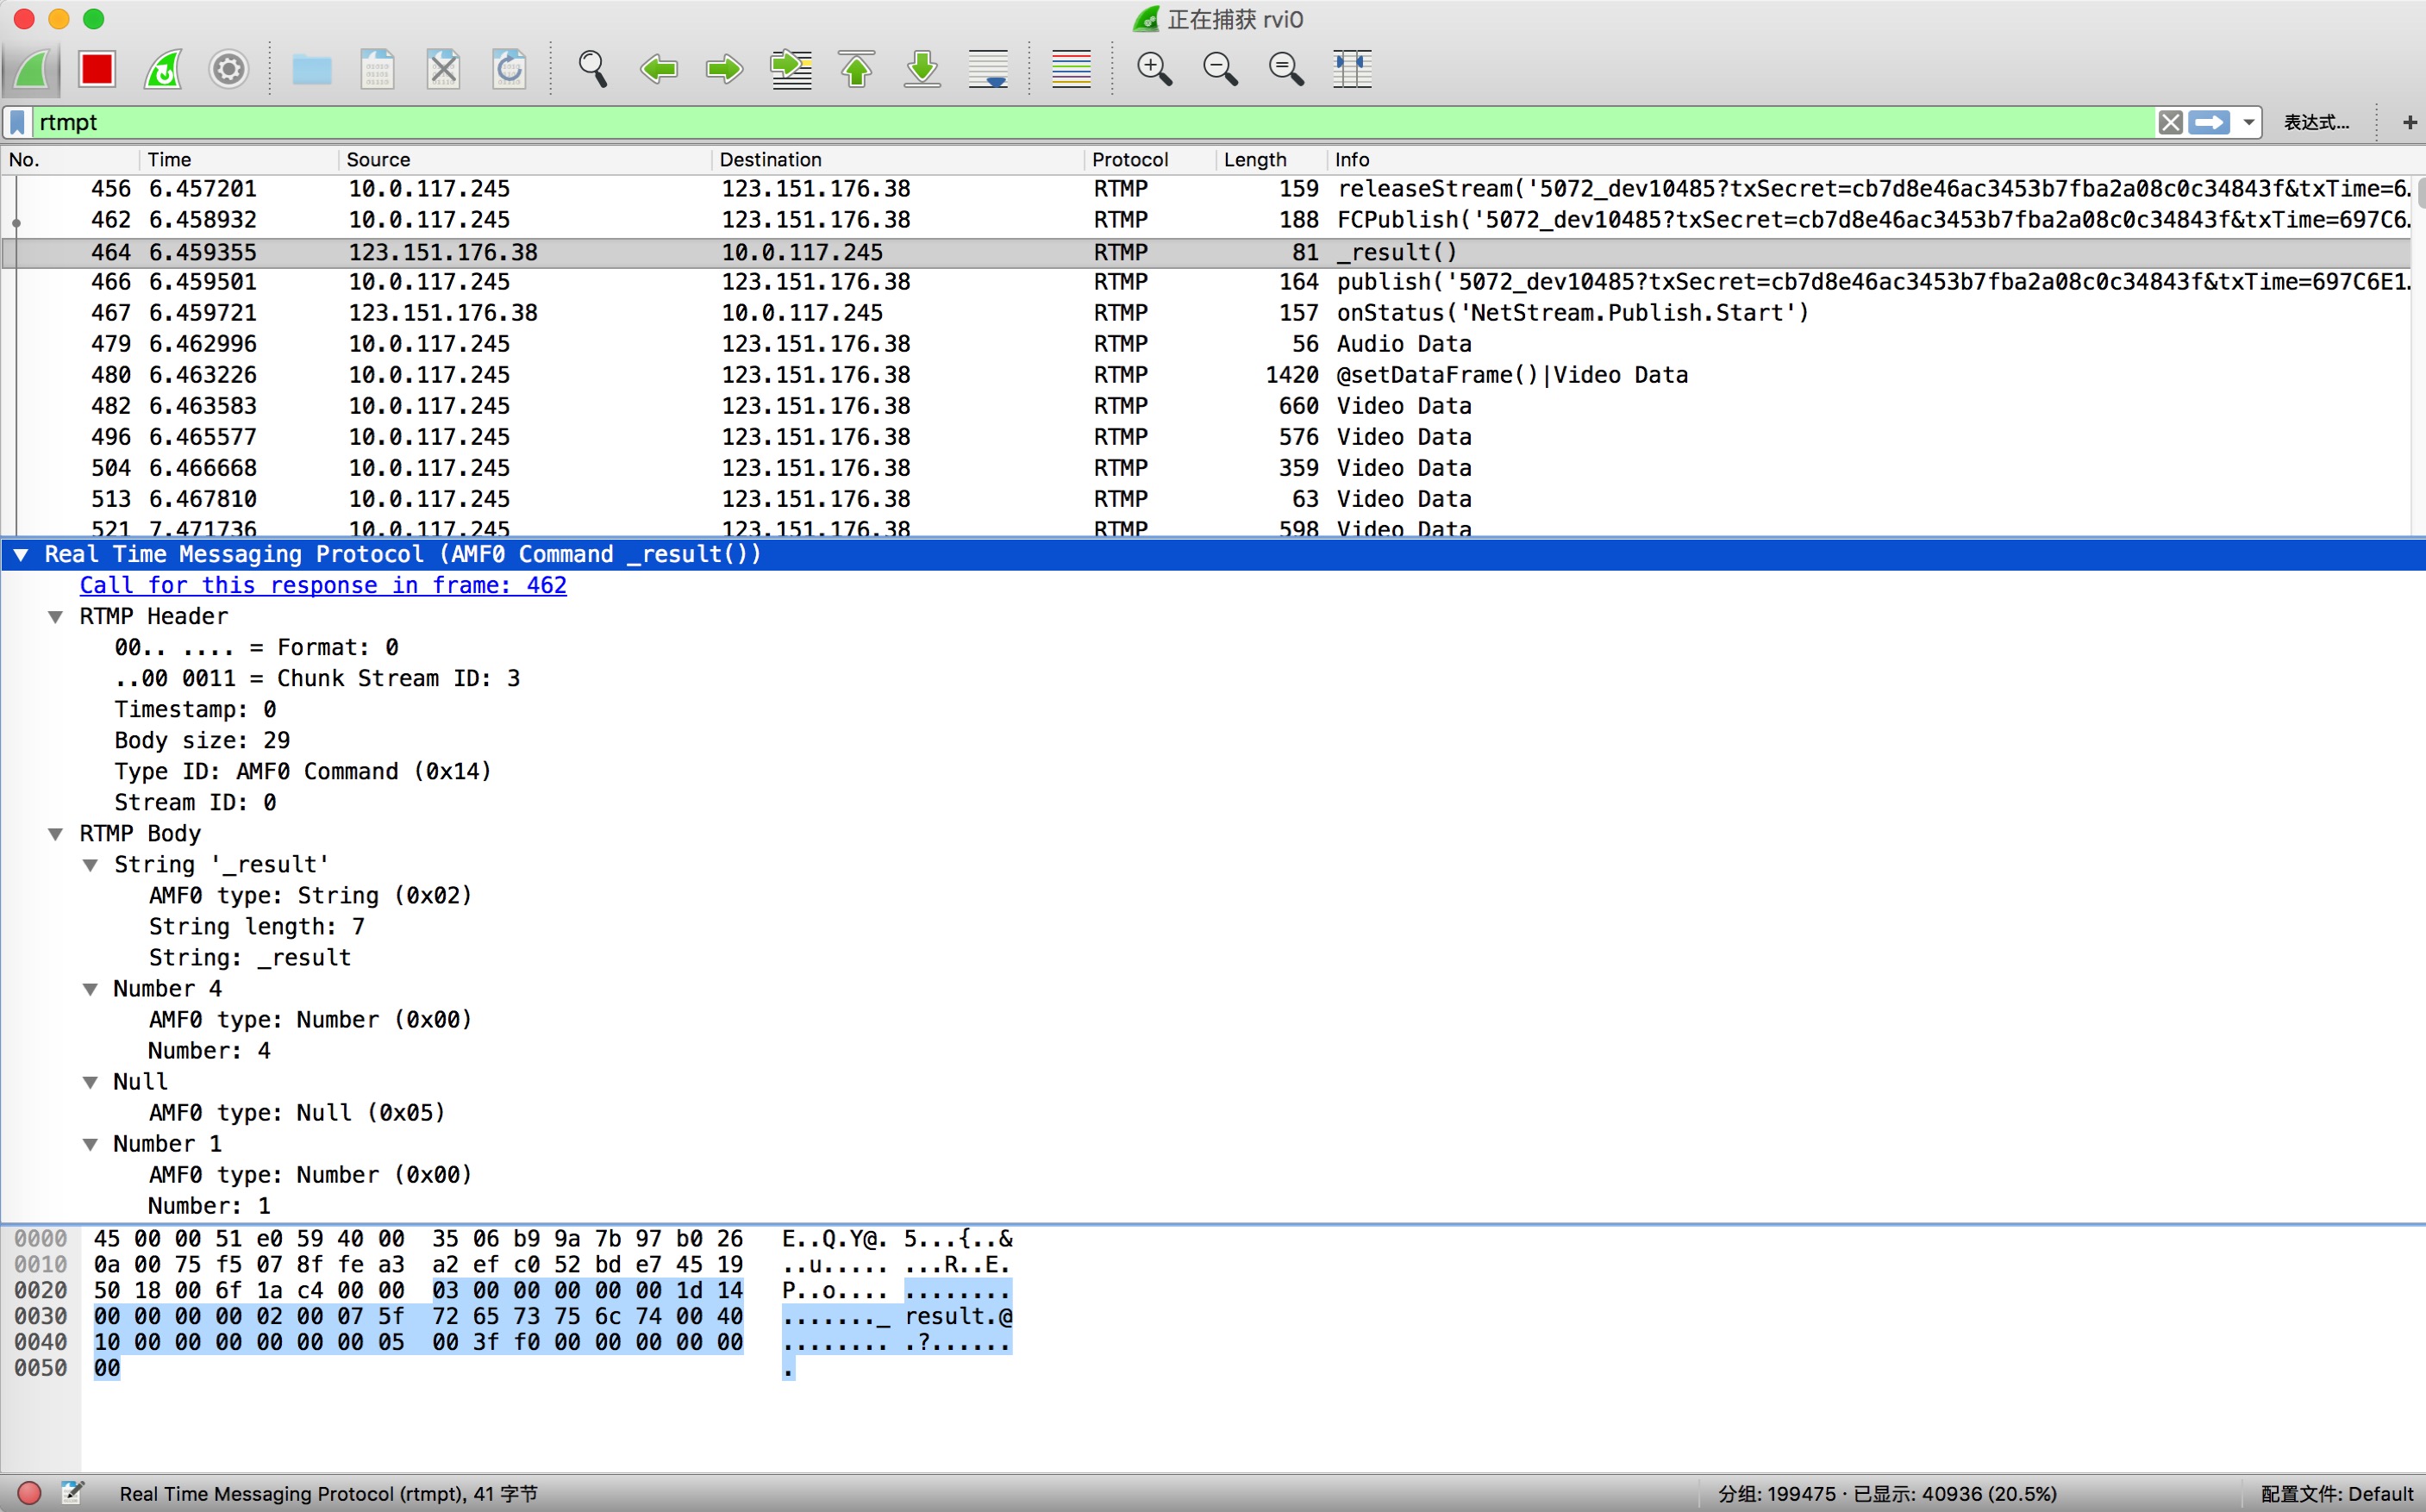 正在捕获 rvi0
rtmpt
表达式...
+
No. Time Source Destination Protocol Length Info
456 6.457201 10.0.117.245 123.151.176.38 RTMP 159 releaseStream('5072_dev10485?txSecret=cb7d8e46ac3453b7fba2a08c0c34843f&txTime=6.
462 6.458932 10.0.117.245 123.151.176.38 RTMP 188 FCPublish('5072_dev10485?txSecret=cb7d8e46ac3453b7fba2a08c0c34843f&txTime=697C6.
464 6.459355 123.151.176.38 10.0.117.245 RTMP 81 _result()
466 6.459501 10.0.117.245 123.151.176.38 RTMP 164 publish('5072_dev10485?txSecret=cb7d8e46ac3453b7fba2a08c0c34843f&txTime=697C6E1.
467 6.459721 123.151.176.38 10.0.117.245 RTMP 157 onStatus('NetStream.Publish.Start')
479 6.462996 10.0.117.245 123.151.176.38 RTMP 56 Audio Data
480 6.463226 10.0.117.245 123.151.176.38 RTMP 1420 @setDataFrame()|Video Data
482 6.463583 10.0.117.245 123.151.176.38 RTMP 660 Video Data
496 6.465577 10.0.117.245 123.151.176.38 RTMP 576 Video Data
504 6.466668 10.0.117.245 123.151.176.38 RTMP 359 Video Data
513 6.467810 10.0.117.245 123.151.176.38 RTMP 63 Video Data
521 7.471736 10.0.117.245 123.151.176.38 RTMP 598 Video Data
Real Time Messaging Protocol (AMF0 Command _result())
Call for this response in frame: 462
RTMP Header
00.. .... = Format: 0
..00 0011 = Chunk Stream ID: 3
Timestamp: 0
Body size: 29
Type ID: AMF0 Command (0x14)
Stream ID: 0
RTMP Body
String '_result'
AMF0 type: String (0x02)
String length: 7
String: _result
Number 4
AMF0 type: Number (0x00)
Number: 4
Null
AMF0 type: Null (0x05)
Number 1
AMF0 type: Number (0x00)
Number: 1
0000 45 00 00 51 e0 59 40 00 35 06 b9 9a 7b 97 b0 26 E..Q.Y@. 5...{..&
0010 0a 00 75 f5 07 8f fe a3 a2 ef c0 52 bd e7 45 19 ..u..... ...R..E.
0020 50 18 00 6f 1a c4 00 00 03 00 00 00 00 00 1d 14 P..o.... ........
0030 00 00 00 00 02 00 07 5f 72 65 73 75 6c 74 00 40 ......._ result.@
0040 10 00 00 00 00 00 00 05 00 3f f0 00 00 00 00 00 ........ .?......
0050 00 .
Real Time Messaging Protocol (rtmpt), 41 字节
分组: 199475 · 已显示: 40936 (20.5%)
配置文件: Default